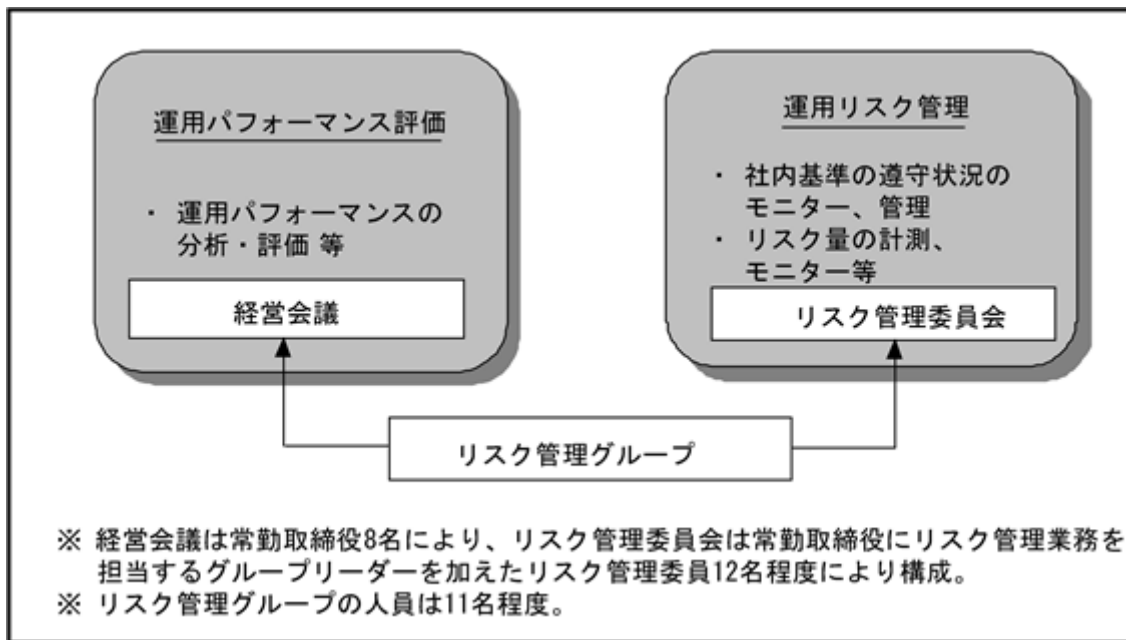 運用パフォーマンス評価
・ 運用パフォーマンスの
分析・評価 等
経営会議
運用リスク管理
・ 社内基準の遵守状況の
モニター、管理
・ リスク量の計測、
モニター等
リスク管理委員会
リスク管理グループ
※ 経営会議は常勤取締役8名により、リスク管理委員会は常勤取締役にリスク管理業務を
担当するグループリーダーを加えたリスク管理委員12名程度により構成。
※ リスク管理グループの人員は11名程度。